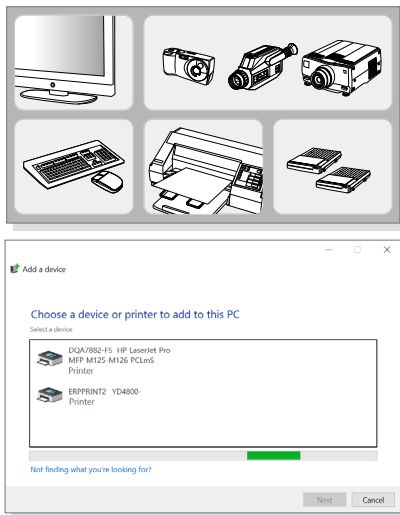 Add a device
Choose a device or printer to add to this PC
Select a device
DQA7882-F5 HP LaserJet Pro
MFP M125-M126 PCLmS
Printer
ERPPRINT2 YD4800-
Printer
Not finding what you're looking for?
Next Cancel